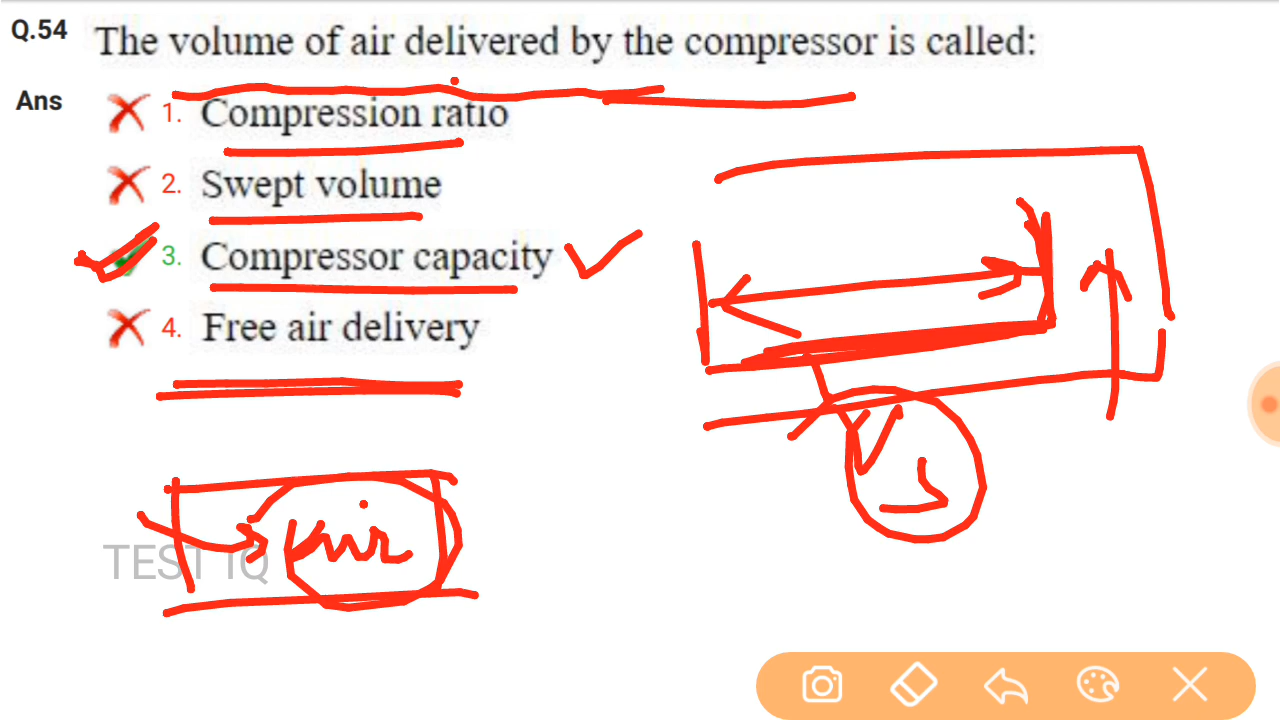 Q.54 The volume of air delivered by the compressor is called:
Ans 1. Compression ratio
2. Swept volume
3. Compressor capacity
4. Free air delivery
Vs
Air
TEST IQ